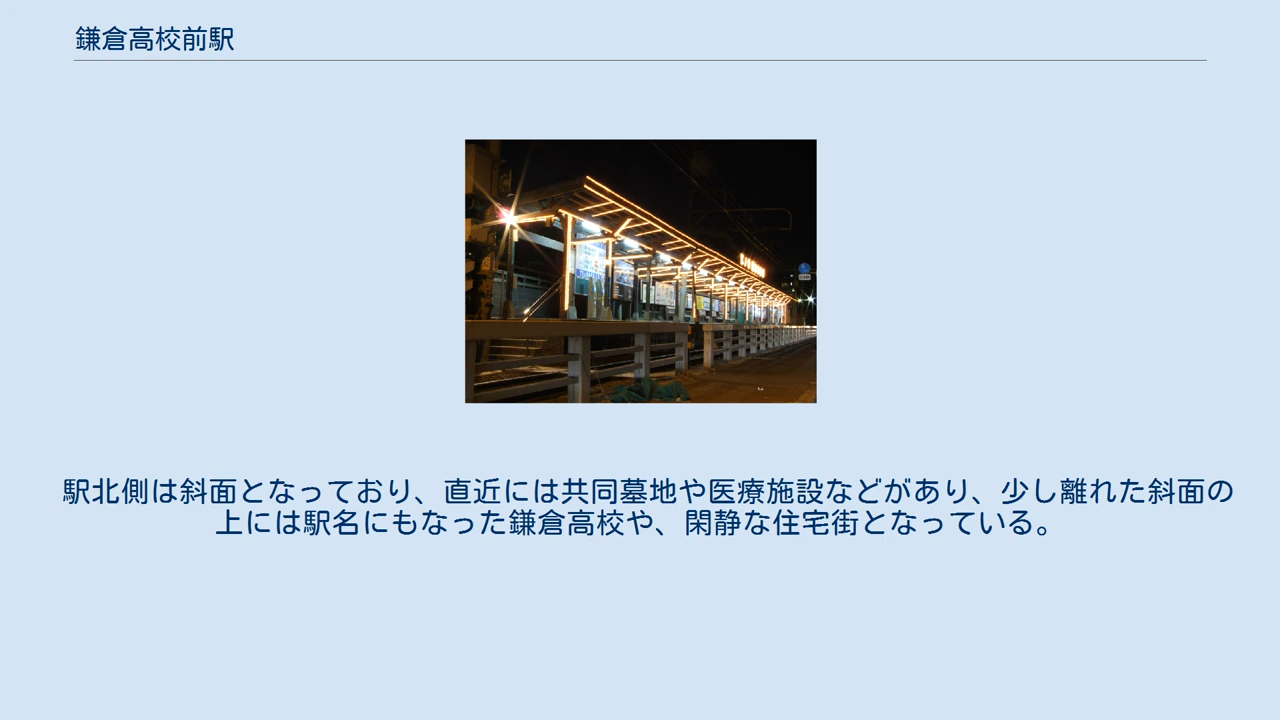 鎌倉高校前駅
駅北側は斜面となっており、直近には共同墓地や医療施設などがあり、少し離れた斜面の
上には駅名にもなった鎌倉高校や、閑静な住宅街となっている。